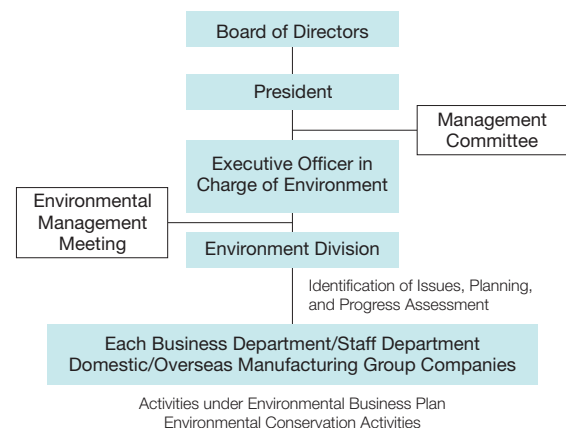 Board of Directors
President
Management
Committee
Executive Officer in
Charge of Environment
Environmental
Management
Meeting
Environment Division
Identification of Issues, Planning,
and Progress Assessment
Each Business Department/Staff Department
Domestic/Overseas Manufacturing Group Companies
Activities under Environmental Business Plan
Environmental Conservation Activities